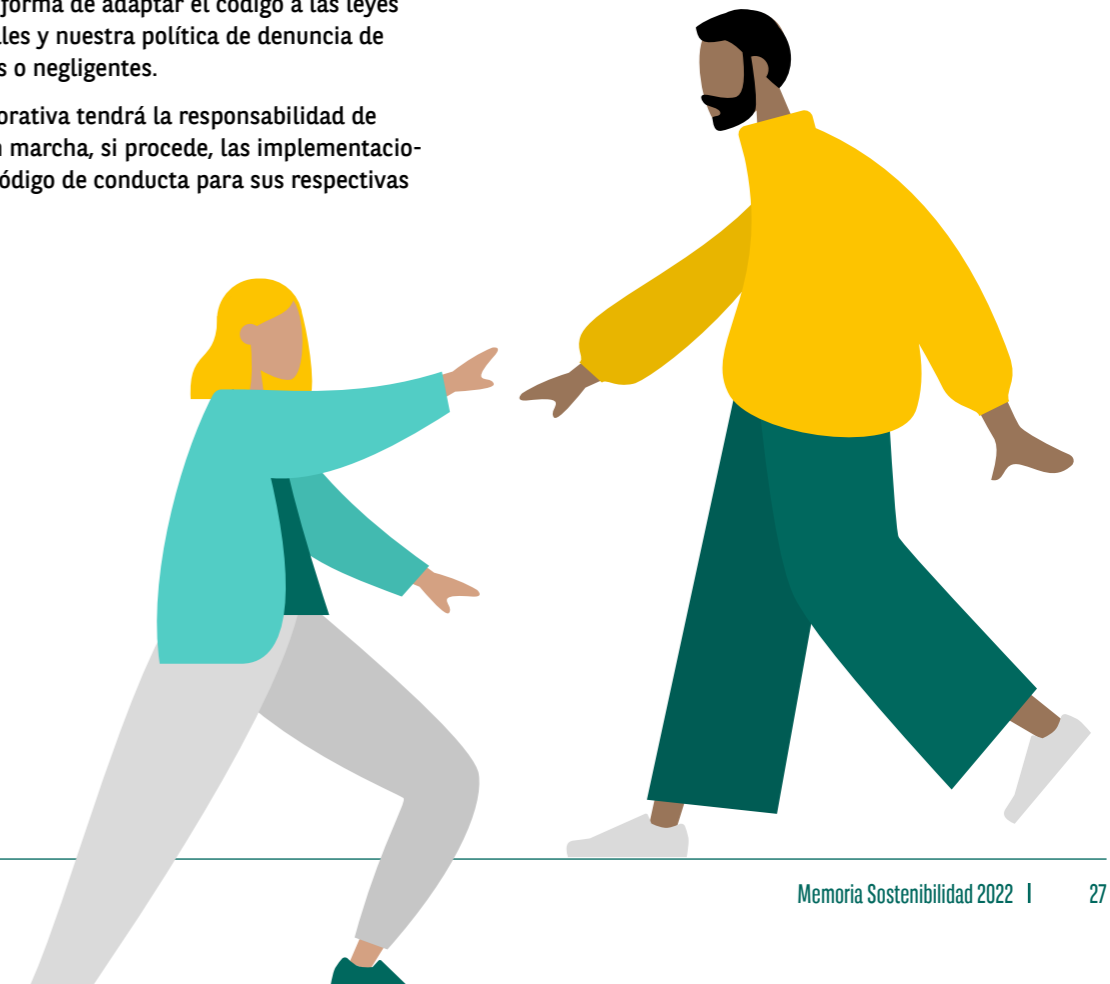 forma de adaptar el código a las leyes
les y nuestra política de denuncia de
s o negligentes.
orativa tendrá la responsabilidad de
n marcha, si procede, las implementacio-
ódigo de conducta para sus respectivas
Memoria Sostenibilidad 2022 | 27